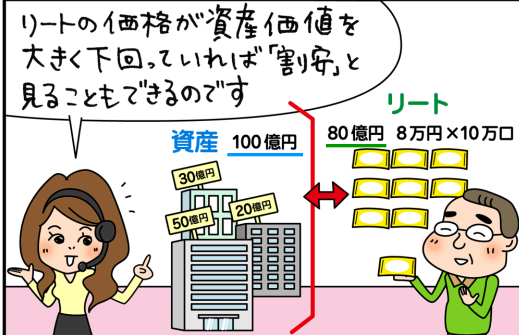 リートの価格が資産価値を
大きく下回っていれば「割安」と
見ることもできるのです
リート
資産 100億円
80億円 8万円×10万口
30億円
50億円
20億円